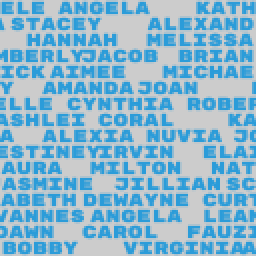 ELE ANGELA KATH
A STACEY ALEXAND
HANNAH MELISSA
MBERLYJACOB BRIAN
ICK AIMEE MICHAE
Y AMANDA JOAN
ELLE CYNTHIA ROBER
ASHLEI CORAL KA
A ALEXIA NUVIA JO
ESTINEYIRVIN ELAI
AURA MILTON NAT
ASMINE JILLIAN SC
ABETH DEWAYNE CURT
VANNES ANGELA LEAH
DAWN CAROL FAUZI
BOBBY VIRGINIAA